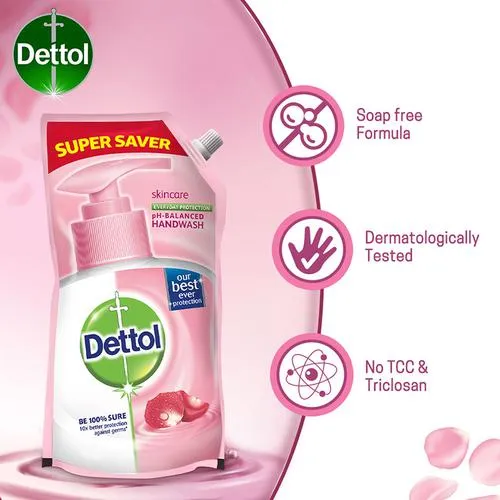 Dettol
SUPER SAVER
skincare
EVERYDAY PROTECTION
pH-BALANCED
HANDWASH
our
best
ever
protection
Dettol
BE 100% SURE
10x better protection
against germs*
Soap free
Formula
Dermatologically
Tested
No TCC &
Triclosan